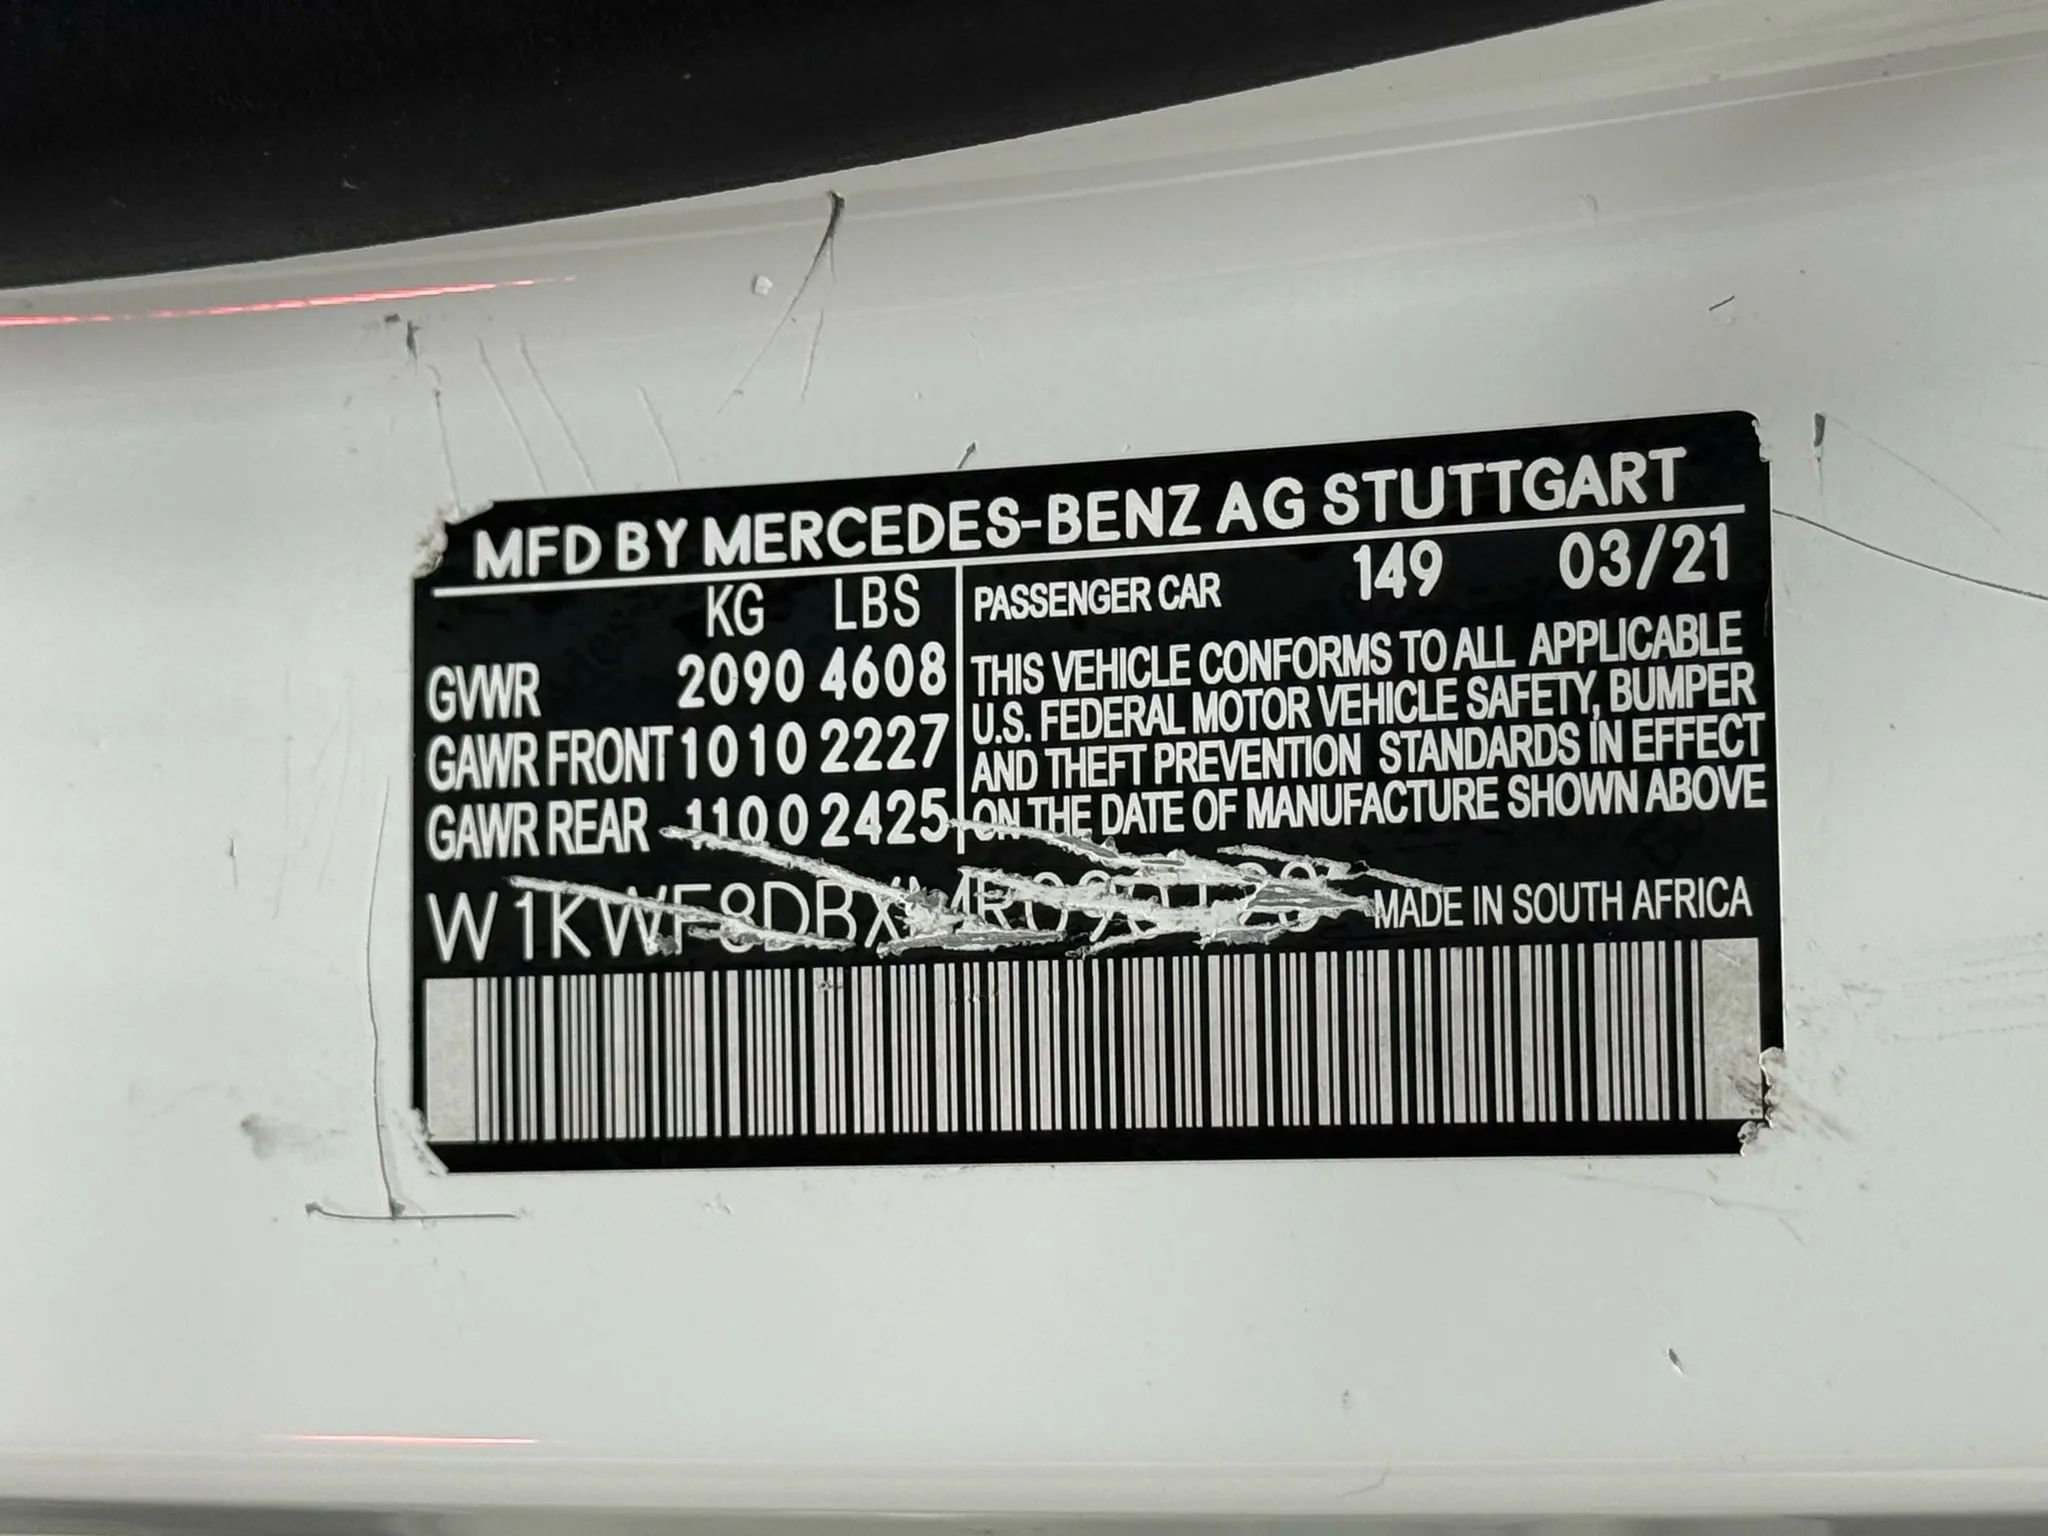 MFD BY MERCEDES-BENZ AG STUTTGART
KG LBS
GVWR 2090 4608
GAWR FRONT 1010 2227
GAWR REAR 1100 2425
PASSENGER CAR 149 03/21
THIS VEHICLE CONFORMS TO ALL APPLICABLE
U.S. FEDERAL MOTOR VEHICLE SAFETY, BUMPER
AND THEFT PREVENTION STANDARDS IN EFFECT
ON THE DATE OF MANUFACTURE SHOWN ABOVE
MADE IN SOUTH AFRICA